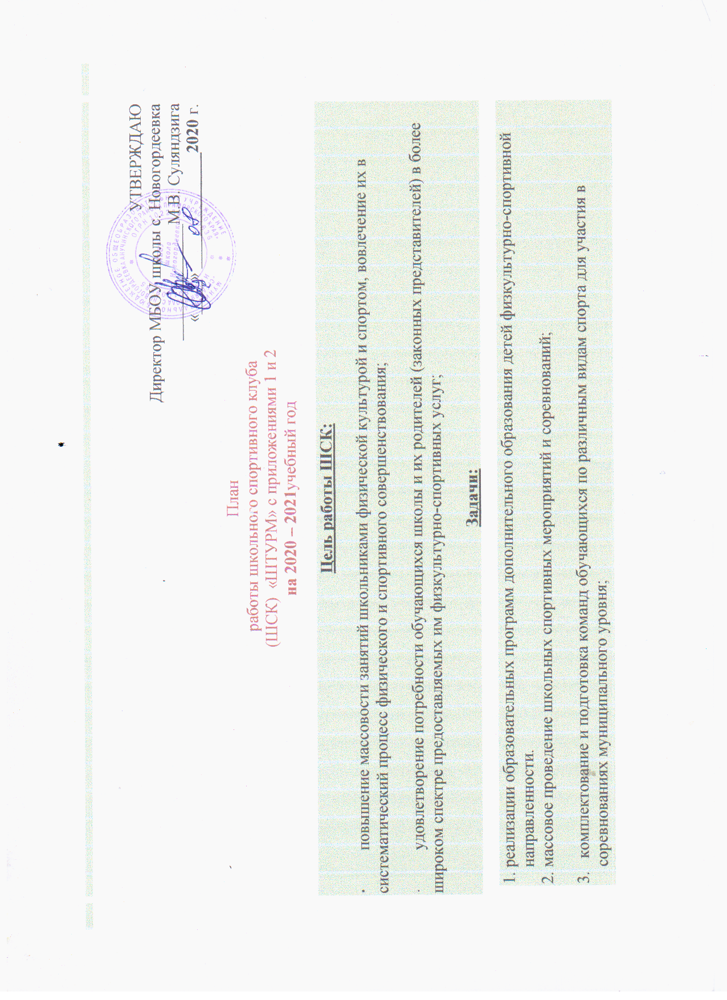 УТВЕРЖДАЮ
Директор МБОУ школы с. Новогордеевка
М.В. Суляндзига
« » 08 2020 г.
План
работы школьного спортивного клуба
(ШСК) «ШТУРМ» с приложениями 1 и 2
на 2020 – 2021учебный год
Цель работы ШСК:
· повышение массовости занятий школьниками физической культурой и спортом, вовлечение их в
систематический процесс физического и спортивного совершенствования;
· удовлетворение потребности обучающихся школы и их родителей (законных представителей) в более
широком спектре предоставляемых им физкультурно-спортивных услуг;
Задачи:
1. реализации образовательных программ дополнительного образования детей физкультурно-спортивной
направленности.
2. массовое проведение школьных спортивных мероприятий и соревнований;
3. комплектование и подготовка команд обучающихся по различным видам спорта для участия в
соревнованиях муниципального уровня;